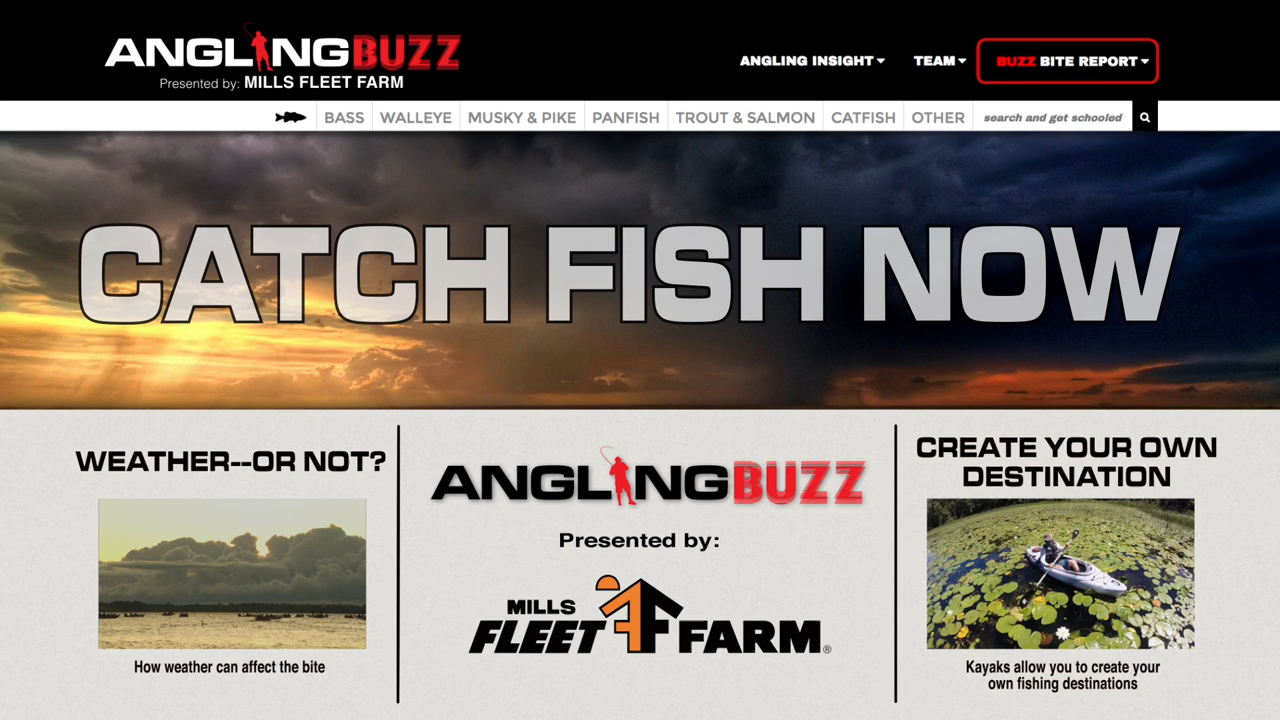 ANGLINGBUZZ
Presented by: MILLS FLEET FARM
ANGLING INSIGHT
TEAM
BUZZ BITE REPORT
BASS
WALLEYE
MUSKY & PIKE
PANFISH
TROUT & SALMON
CATFISH
OTHER
search and get schooled
CATCH FISH NOW
WEATHER--OR NOT?
How weather can affect the bite
ANGLINGBUZZ
Presented by:
MILLS
FLEET FARM®
CREATE YOUR OWN
DESTINATION
Kayaks allow you to create your
own fishing destinations